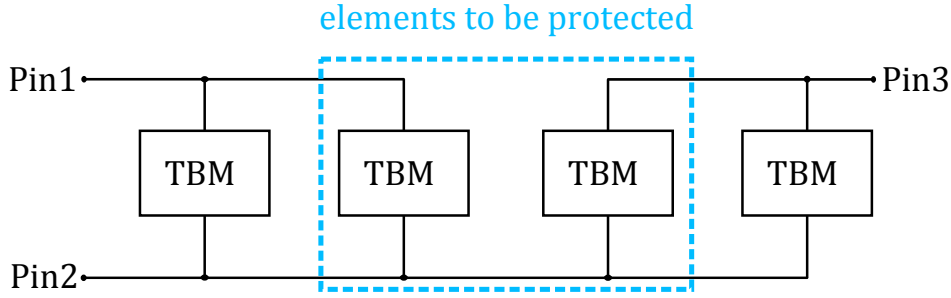 elements to be protected
Pin1
Pin3
TBM
TBM
TBM
TBM
Pin2